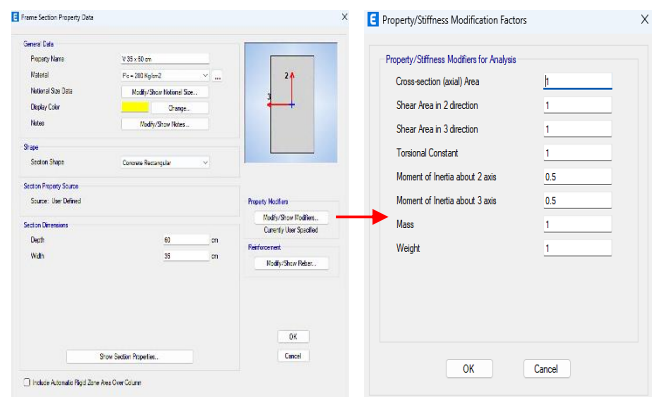 E Frame Section Property Data X
General Data
Property Name V 35 x 60 cm
Material
Notional Size Data Modify/Show Notional Size...
Display Color Change...
Notes Modify/Show Notes...
Shape
Section Shape Concrete Rectangular
Section Property Source
Source: User Defined
Section Dimensions
Depth 60 cm
Width 35 cm
Show Section Properties...
Include Automatic Rigid Zone Area Over Column
2
3
Property Modifiers
Modify/Show Modifiers...
Currently User Specified
Reinforcement
Modify/Show Rebar...
OK
Cancel
E Property/Stiffness Modification Factors X
Property/Stiffness Modifiers for Analysis
Cross-section (axial) Area 1
Shear Area in 2 direction 1
Shear Area in 3 direction 1
Torsional Constant 1
Moment of Inertia about 2 axis 0.5
Moment of Inertia about 3 axis 0.5
Mass 1
Weight 1
OK Cancel